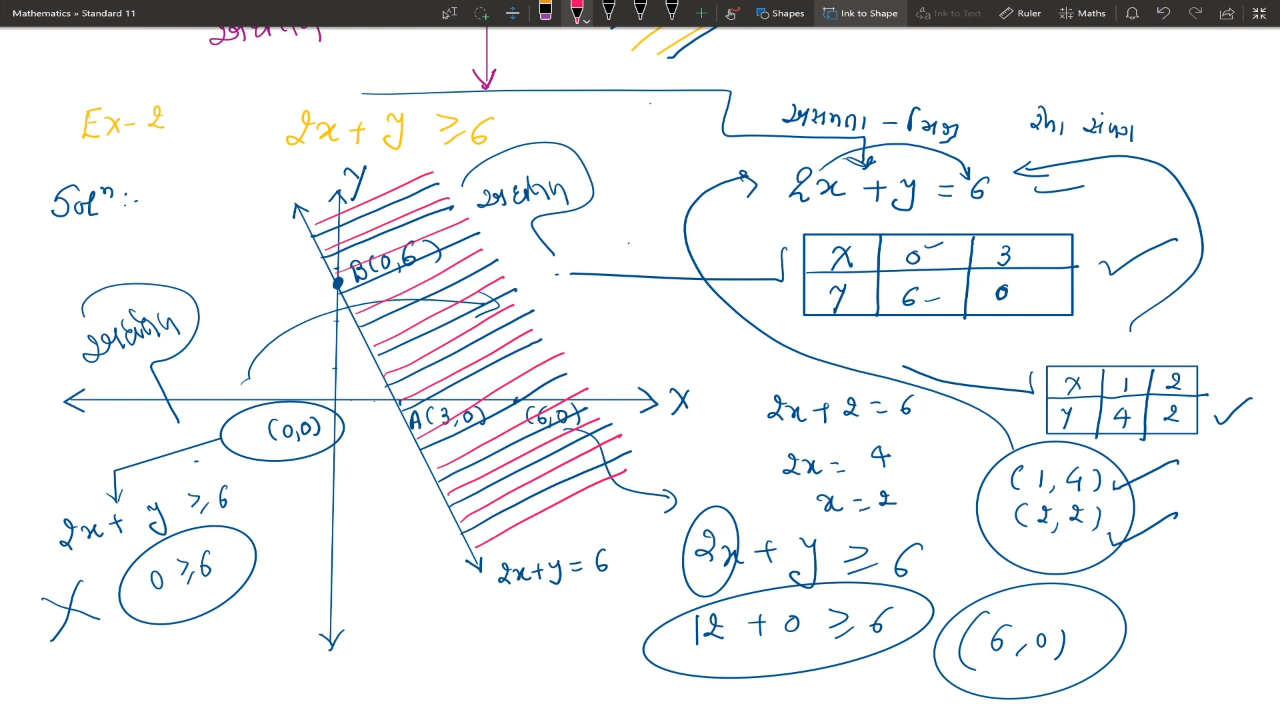 Mathematics » Standard 11
Shapes
Ink to Shape
Ink to Text
Ruler
Maths
Ex-2
2x + y ≥ 6
Solⁿ:-
2x + y = 6
X 0 3
Y 6 0
Y
B(0,6)
A(3,0)
(6,0)
X
(0,0)
2x + y = 6
2x + y ≥ 6
0 ≥ 6
X 1 2
Y 4 2
2x + 2 = 6
2x = 4
x = 2
(1,4)
(2,2)
2x + y ≥ 6
12 + 0 ≥ 6
(6,0)